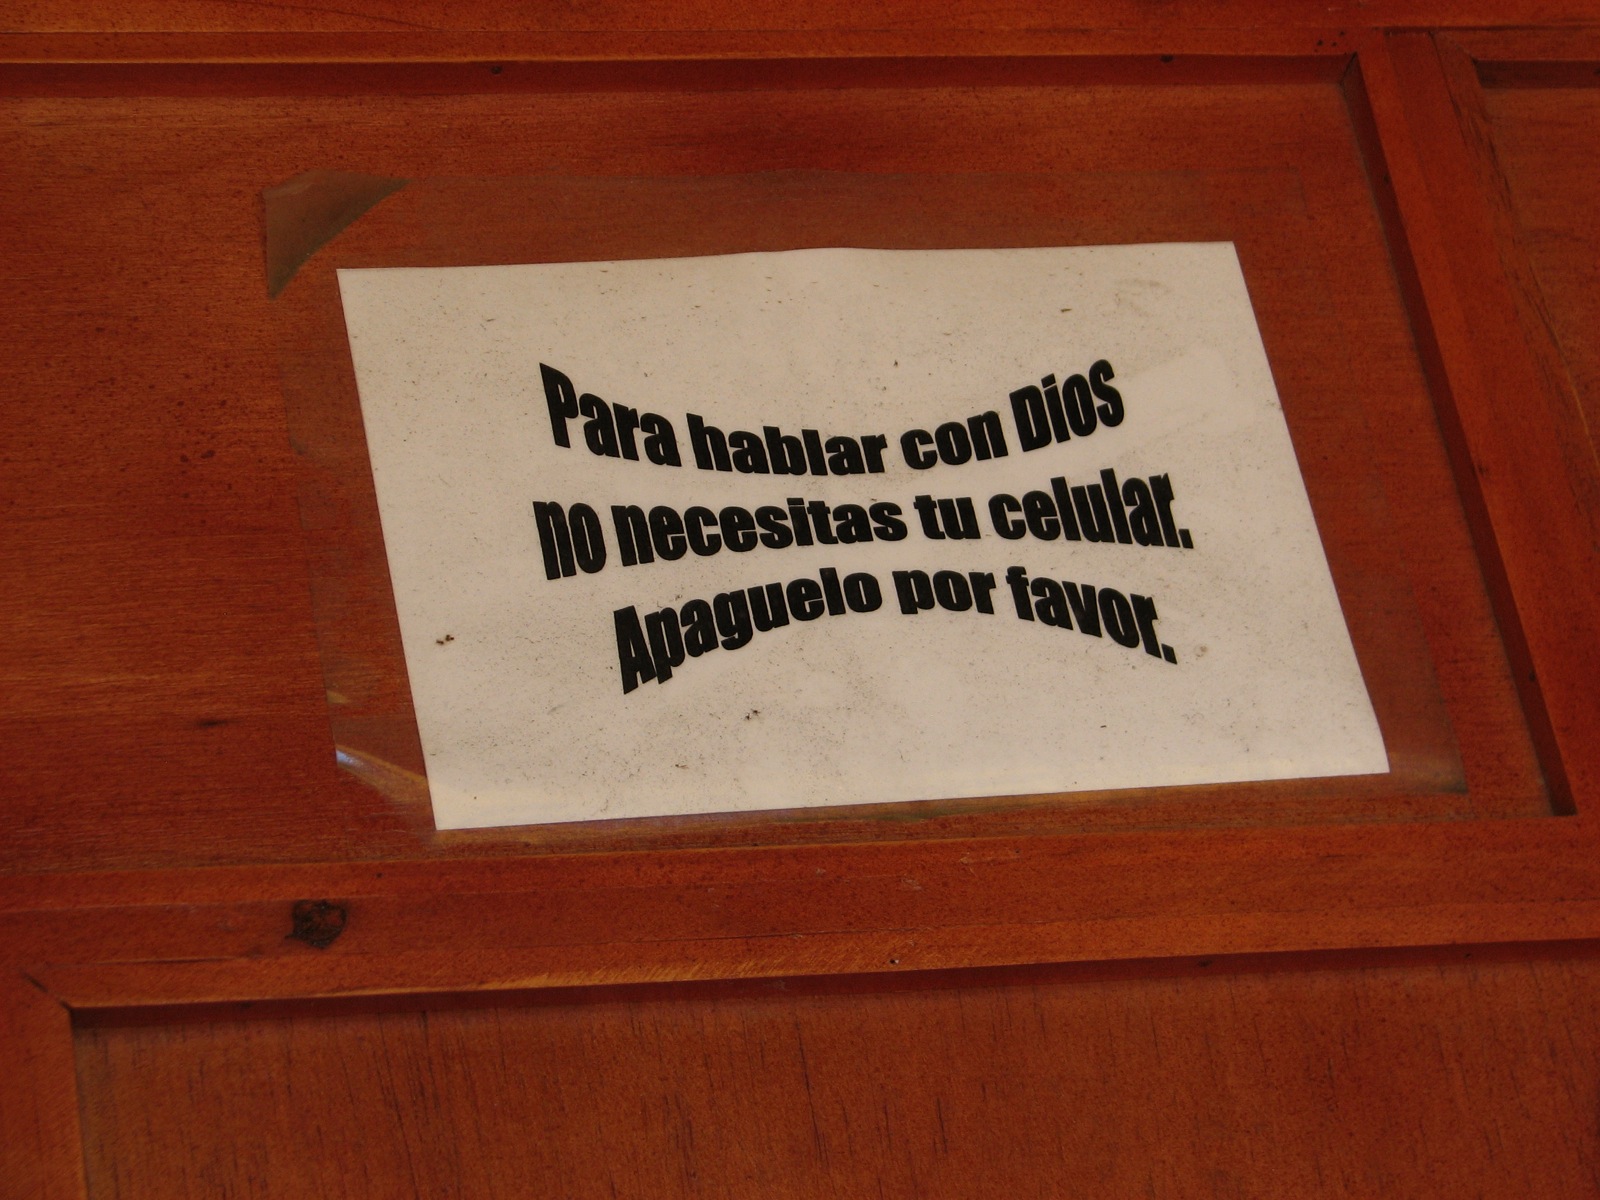 Para hablar con Dios
no necesitas tu celular.
Apaguelo por favor.